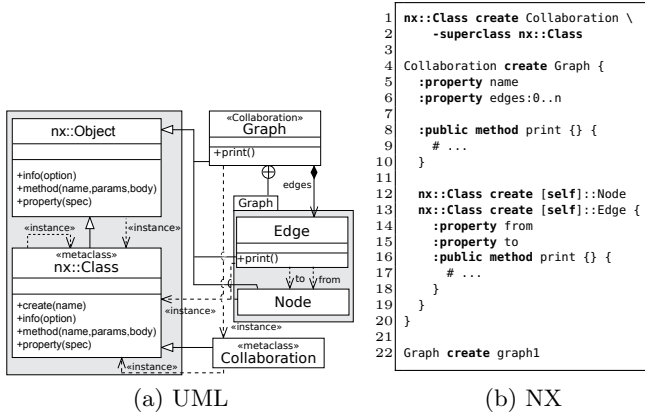 «Collaboration»
Graph
+print()
nx::Object
+info(option)
+method(name,params,body)
+property(spec)
«instance»
«instance»
«metaclass»
nx::Class
+create(name)
+info(option)
+method(name,params,body)
+property(spec)
«instance»
edges
Graph
Edge
+print()
to
from
Node
«instance»
«instance»
«metaclass»
Collaboration
(a) UML
1 nx::Class create Collaboration \
2 -superclass nx::Class
3
4 Collaboration create Graph {
5 :property name
6 :property edges:0..n
7
8 :public method print {} {
9 # ...
10 }
11
12 nx::Class create [self]::Node
13 nx::Class create [self]::Edge {
14 :property from
15 :property to
16 :public method print {} {
17 # ...
18 }
19 }
20 }
21
22 Graph create graph1
(b) NX